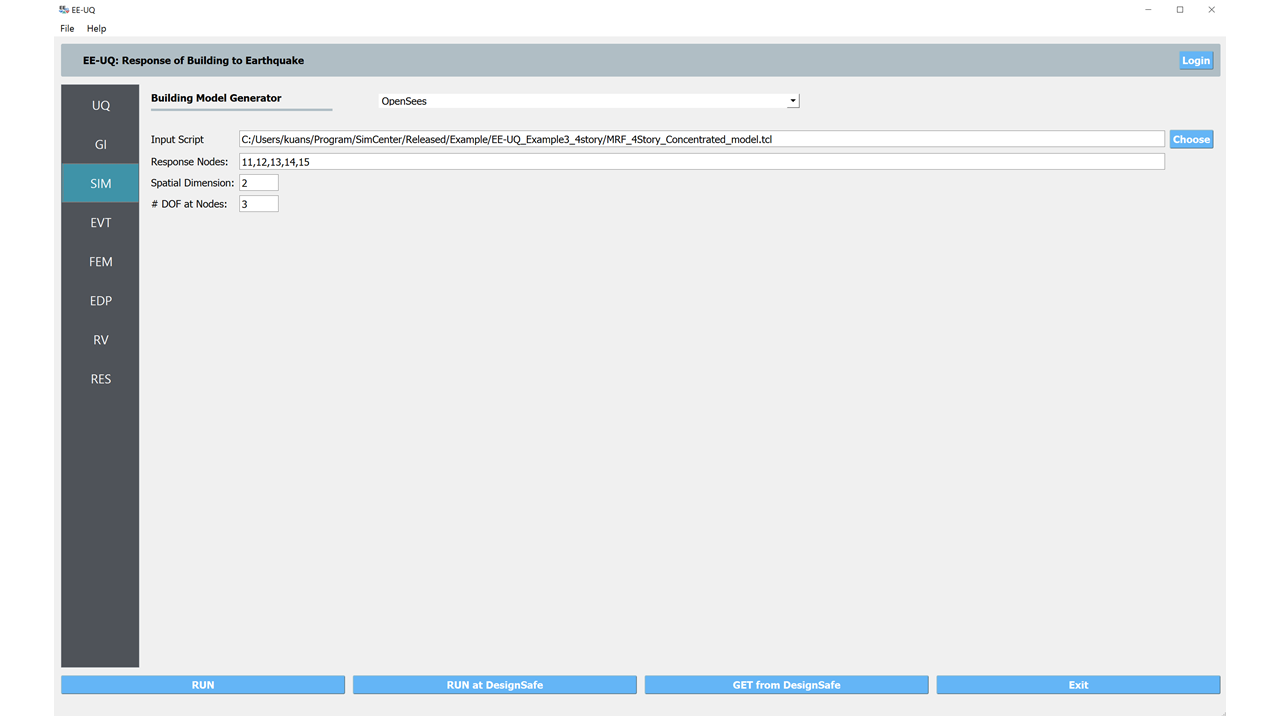 EE-UQ
File Help
EE-UQ: Response of Building to Earthquake
Login
UQ
GI
SIM
EVT
FEM
EDP
RV
RES
Building Model Generator
OpenSees
Input Script
C:/Users/kuans/Program/SimCenter/Released/Example/EE-UQ_Example3_4story/MRF_4Story_Concentrated_model.tcl
Choose
Response Nodes: 11,12,13,14,15
Spatial Dimension: 2
# DOF at Nodes: 3
RUN
RUN at DesignSafe
GET from DesignSafe
Exit